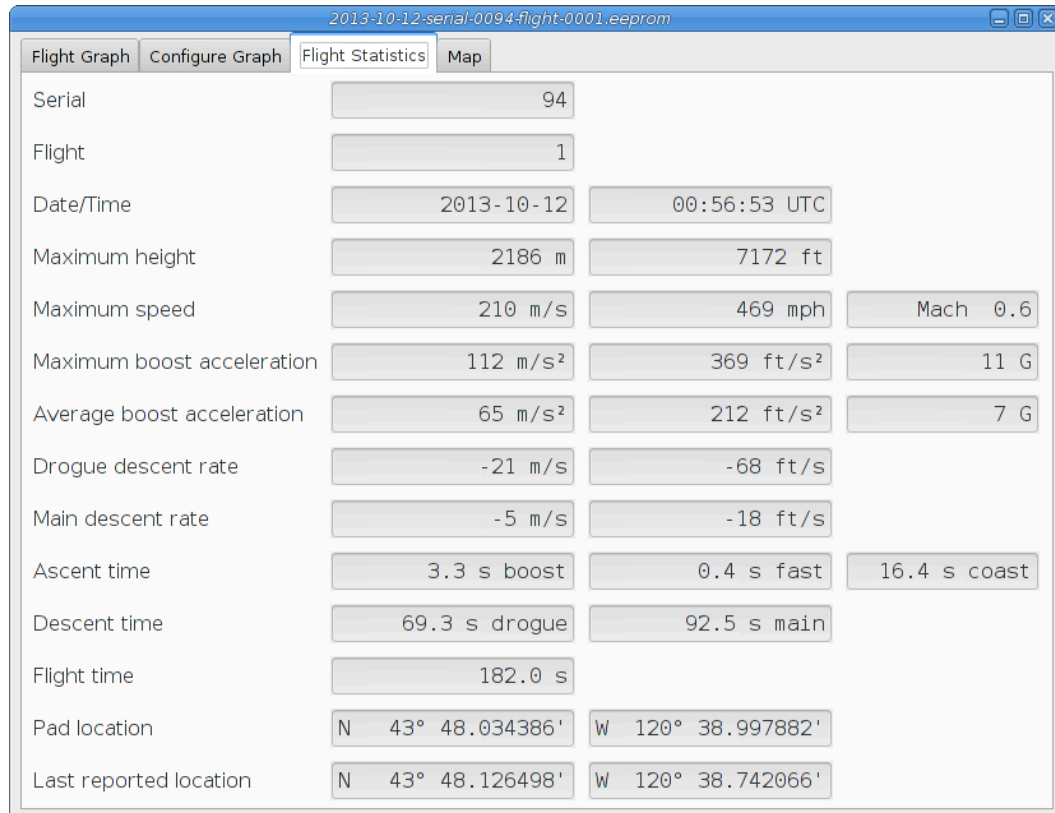 2013-10-12-serial-0094-flight-0001.eeprom
Flight Graph Configure Graph Flight Statistics Map
Serial 94
Flight 1
Date/Time 2013-10-12 00:56:53 UTC
Maximum height 2186 m 7172 ft
Maximum speed 210 m/s 469 mph Mach 0.6
Maximum boost acceleration 112 m/s² 369 ft/s² 11 G
Average boost acceleration 65 m/s² 212 ft/s² 7 G
Drogue descent rate -21 m/s -68 ft/s
Main descent rate -5 m/s -18 ft/s
Ascent time 3.3 s boost 0.4 s fast 16.4 s coast
Descent time 69.3 s drogue 92.5 s main
Flight time 182.0 s
Pad location N 43° 48.034386' W 120° 38.997882'
Last reported location N 43° 48.126498' W 120° 38.742066'